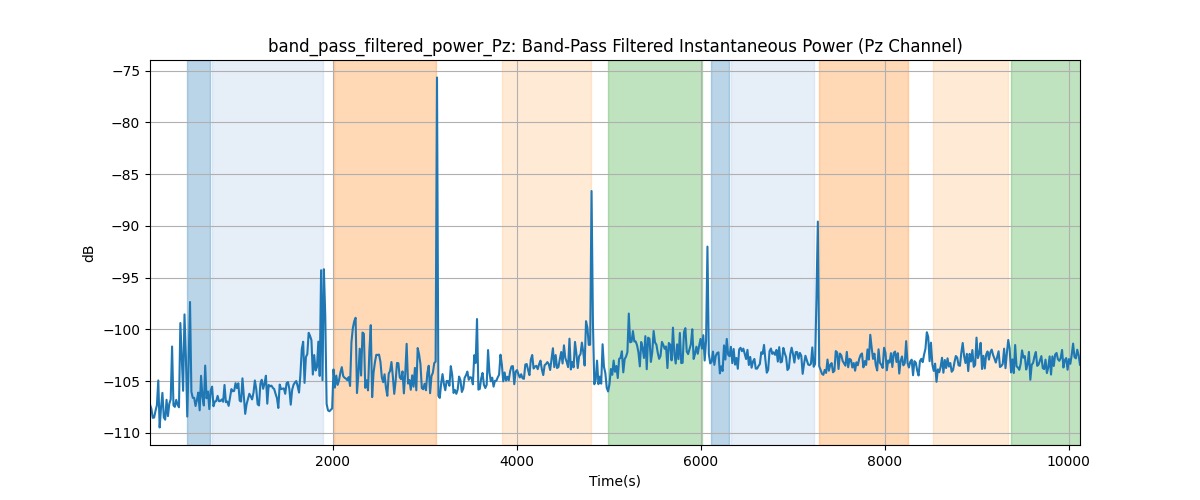 band_pass_filtered_power_Pz: Band-Pass Filtered Instantaneous Power (Pz Channel)
−75
−80
−85
−90
−95
−100
−105
−110
dB
2000 4000 6000 8000 10000
Time(s)